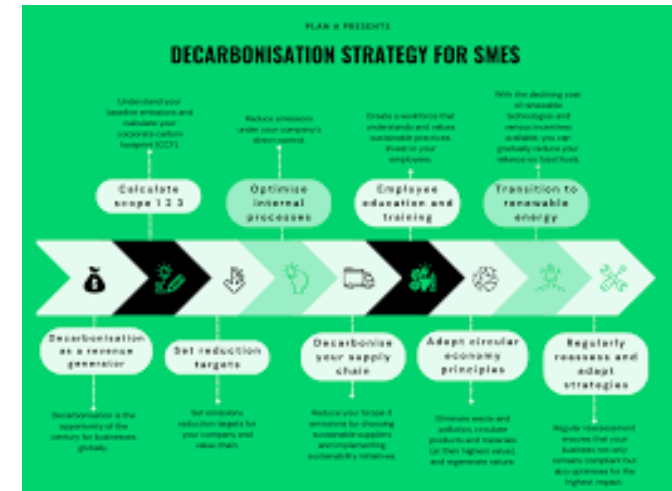 PLAN A PRESENTS
DECARBONISATION STRATEGY FOR SMES
Understand your
baseline emissions and
calculate your
corporate carbon
footprint (CCF).
Reduce emissions
under your company's
direct control.
Create a workforce that
understands and values
sustainable practices.
Invest in your
employees.
With the declining cost
of renewable
technologies and
various incentives
available, you can
gradually reduce your
reliance on fossil fuels.
Calculate
scope 1 2 3
Optimise
internal
processes
Employee
education and
training
Transition to
renewable
energy
Decarbonisation
as a revenue
generator
Set reduction
targets
Decarbonise
your supply
chain
Adopt circular
economy
principles
Regularly
reassess and
adapt
strategies
Decarbonisation is the
opportunity of the
century for businesses
globally.
Set emissions
reduction targets for
your company and
value chain.
Reduce your Scope 3
emissions by choosing
sustainable suppliers
and implementing
sustainability initiatives.
Eliminate waste and
pollution, circulate
products and materials
(at their highest value),
and regenerate nature.
Regular reassessment
ensures that your
business not only
remains compliant but
also optimises for the
highest impact.